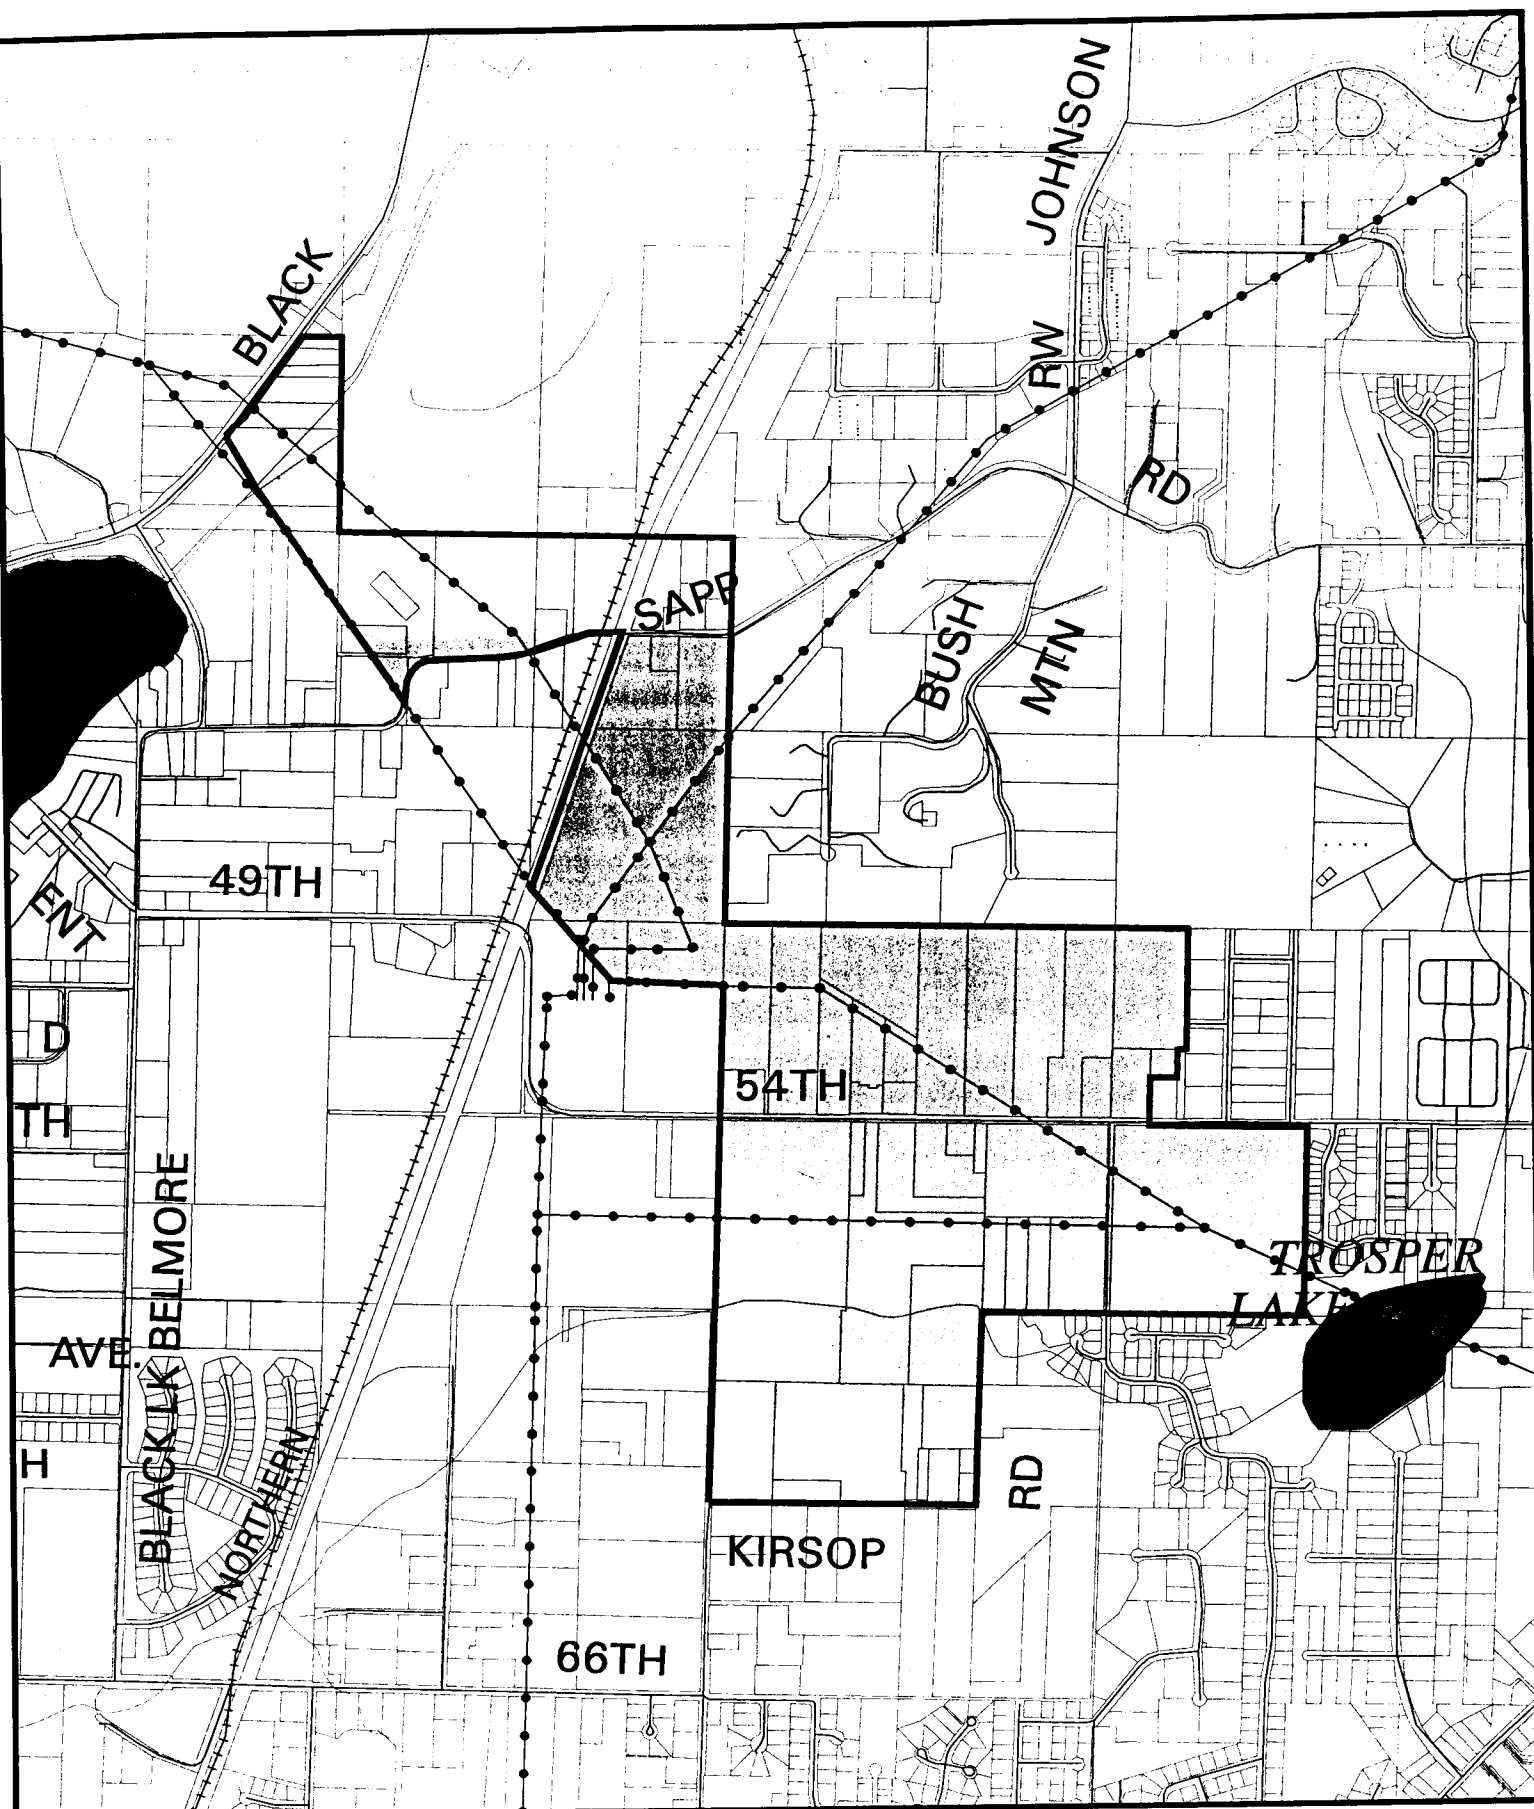 JOHNSON
BLACK
RW
RD
SAPP
BUSH
MTN
49TH
ENT
D
54TH
TH
BLACK LK BELMORE
TROSPER
LAKE
AVE.
H
NORTHERN
RD
KIRSOP
66TH